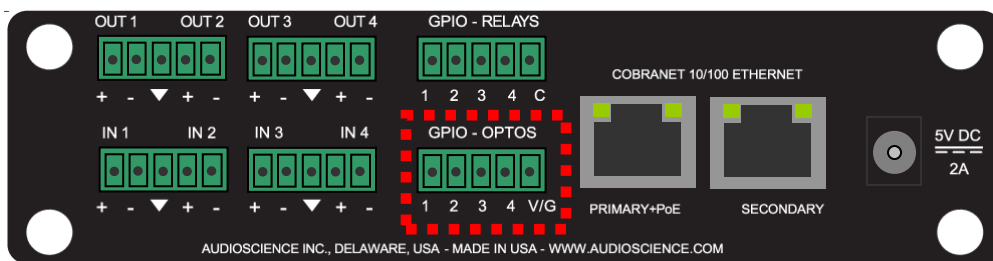 OUT 1 OUT 2 OUT 3 OUT 4 GPIO - RELAYS
COBRANET 10/100 ETHERNET
+ - + - + - + - 1 2 3 4 C
IN 1 IN 2 IN 3 IN 4 GPIO - OPTOS
5V DC
2A
+ - + - + - + - 1 2 3 4 V/G
PRIMARY+PoE SECONDARY
AUDIOSCIENCE INC., DELAWARE, USA - MADE IN USA - WWW.AUDIOSCIENCE.COM